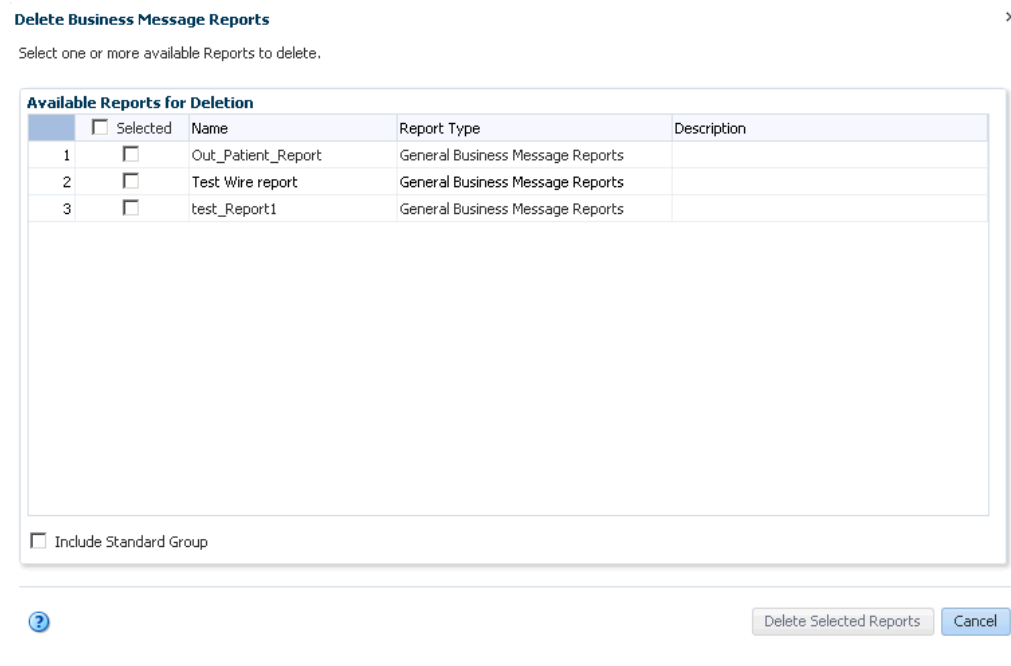 Delete Business Message Reports
Select one or more available Reports to delete.
Available Reports for Deletion
Selected Name Report Type Description
1 Out_Patient_Report General Business Message Reports
2 Test Wire report General Business Message Reports
3 test_Report1 General Business Message Reports
Include Standard Group
Delete Selected Reports Cancel